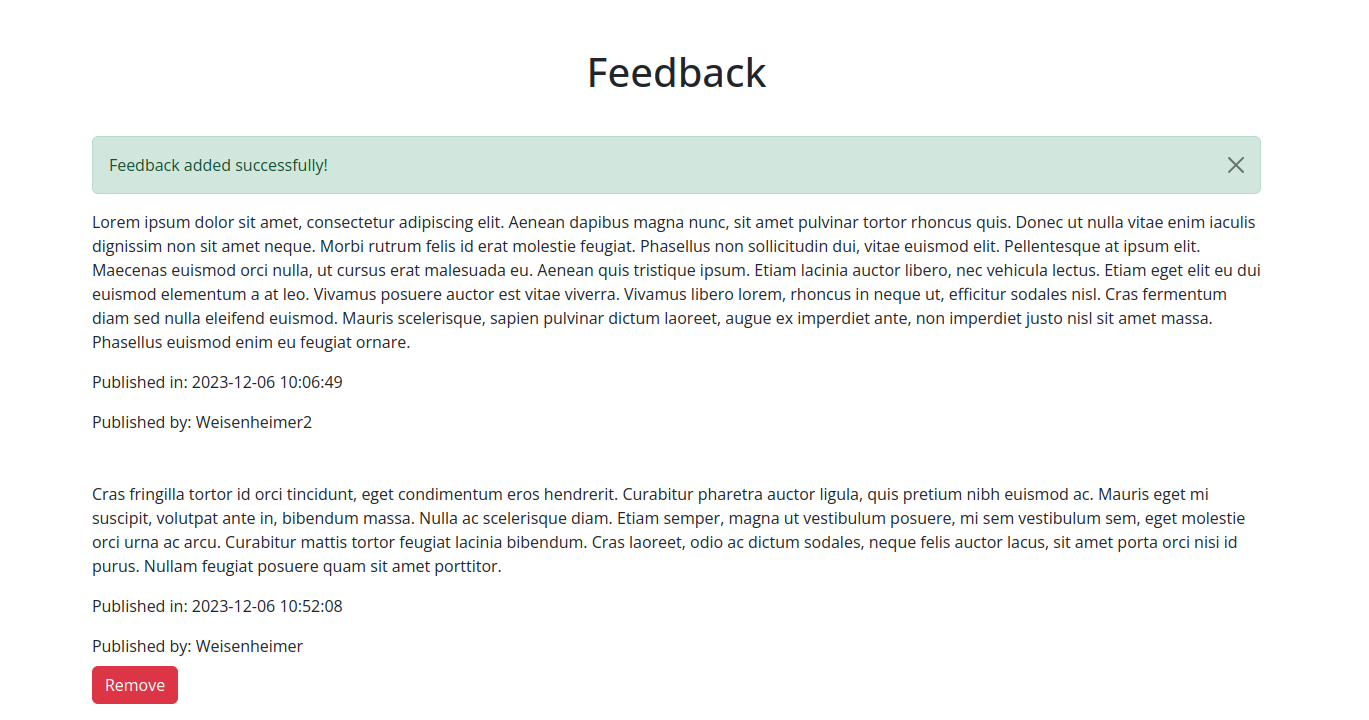 Feedback
Feedback added successfully!
Lorem ipsum dolor sit amet, consectetur adipiscing elit. Aenean dapibus magna nunc, sit amet pulvinar tortor rhoncus quis. Donec ut nulla vitae enim iaculis
dignissim non sit amet neque. Morbi rutrum felis id erat molestie feugiat. Phasellus non sollicitudin dui, vitae euismod elit. Pellentesque at ipsum elit.
Maecenas euismod orci nulla, ut cursus erat malesuada eu. Aenean quis tristique ipsum. Etiam lacinia auctor libero, nec vehicula lectus. Etiam eget elit eu dui
euismod elementum a at leo. Vivamus posuere auctor est vitae viverra. Vivamus libero lorem, rhoncus in neque ut, efficitur sodales nisl. Cras fermentum
diam sed nulla eleifend euismod. Mauris scelerisque, sapien pulvinar dictum laoreet, augue ex imperdiet ante, non imperdiet justo nisl sit amet massa.
Phasellus euismod enim eu feugiat ornare.
Published in: 2023-12-06 10:06:49
Published by: Weisenheimer2
Cras fringilla tortor id orci tincidunt, eget condimentum eros hendrerit. Curabitur pharetra auctor ligula, quis pretium nibh euismod ac. Mauris eget mi
suscipit, volutpat ante in, bibendum massa. Nulla ac scelerisque diam. Etiam semper, magna ut vestibulum posuere, mi sem vestibulum sem, eget molestie
orci urna ac arcu. Curabitur mattis tortor feugiat lacinia bibendum. Cras laoreet, odio ac dictum sodales, neque felis auctor lacus, sit amet porta orci nisi id
purus. Nullam feugiat posuere quam sit amet porttitor.
Published in: 2023-12-06 10:52:08
Published by: Weisenheimer
Remove